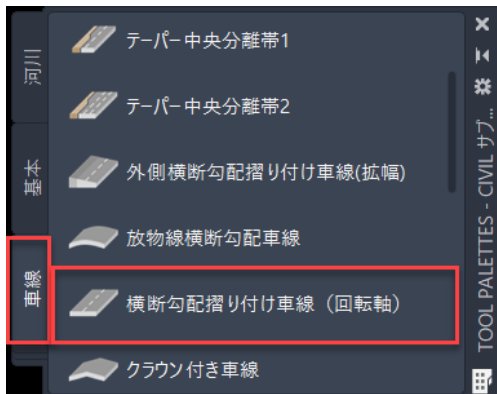 河川
基本
車線
テーパー中央分離帯1
テーパー中央分離帯2
外側横断勾配摺り付け車線(拡幅)
放物線横断勾配車線
横断勾配摺り付け車線（回転軸）
クラウン付き車線
TOOL PALETTES - CIVIL サブ...